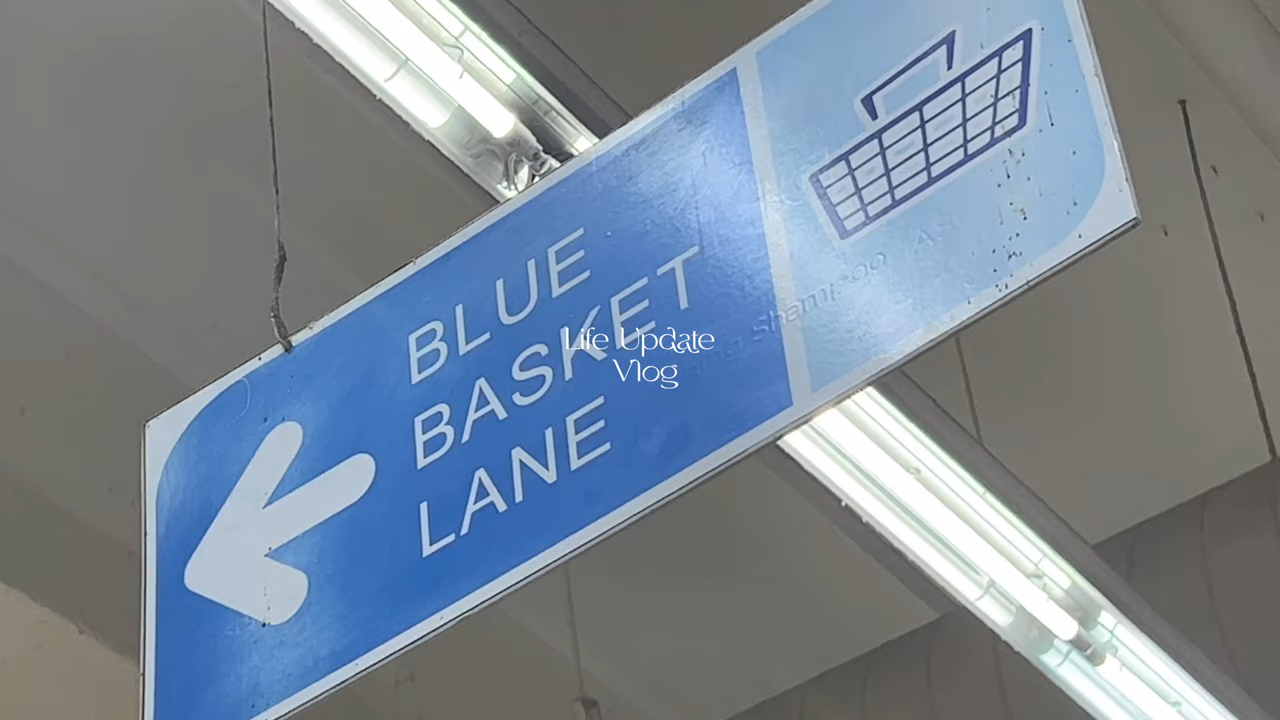 BLUE
BASKET
LANE
Life Update
Vlog
Shampoo